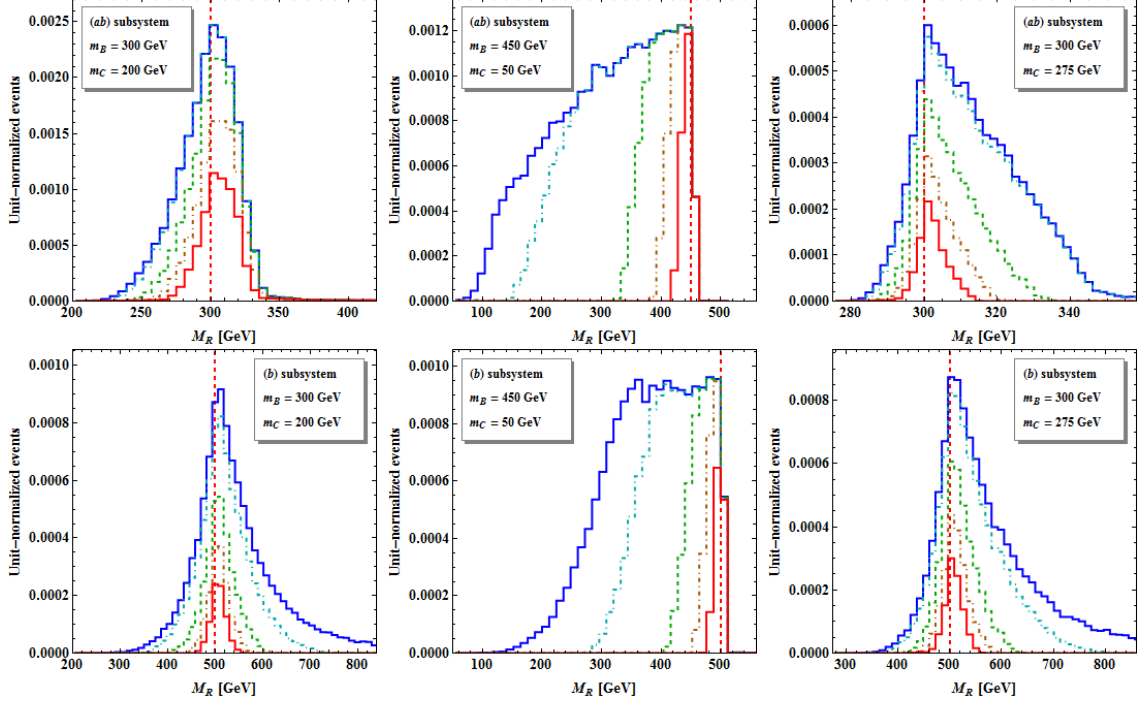 Unit-normalized events
0.0025
0.0020
0.0015
0.0010
0.0005
0.0000
(ab) subsystem
m_B = 300 GeV
m_C = 200 GeV
200 250 300 350 400
M_R [GeV]
Unit-normalized events
0.0012
0.0010
0.0008
0.0006
0.0004
0.0002
0.0000
(ab) subsystem
m_B = 450 GeV
m_C = 50 GeV
100 200 300 400 500
M_R [GeV]
Unit-normalized events
0.0006
0.0005
0.0004
0.0003
0.0002
0.0001
0.0000
(ab) subsystem
m_B = 300 GeV
m_C = 275 GeV
280 300 320 340
M_R [GeV]
Unit-normalized events
0.0010
0.0008
0.0006
0.0004
0.0002
0.0000
(b) subsystem
m_B = 300 GeV
m_C = 200 GeV
200 300 400 500 600 700 800
M_R [GeV]
Unit-normalized events
0.0010
0.0008
0.0006
0.0004
0.0002
0.0000
(b) subsystem
m_B = 450 GeV
m_C = 50 GeV
100 200 300 400 500
M_R [GeV]
Unit-normalized events
0.0008
0.0006
0.0004
0.0002
0.0000
(b) subsystem
m_B = 300 GeV
m_C = 275 GeV
300 400 500 600 700 800
M_R [GeV]